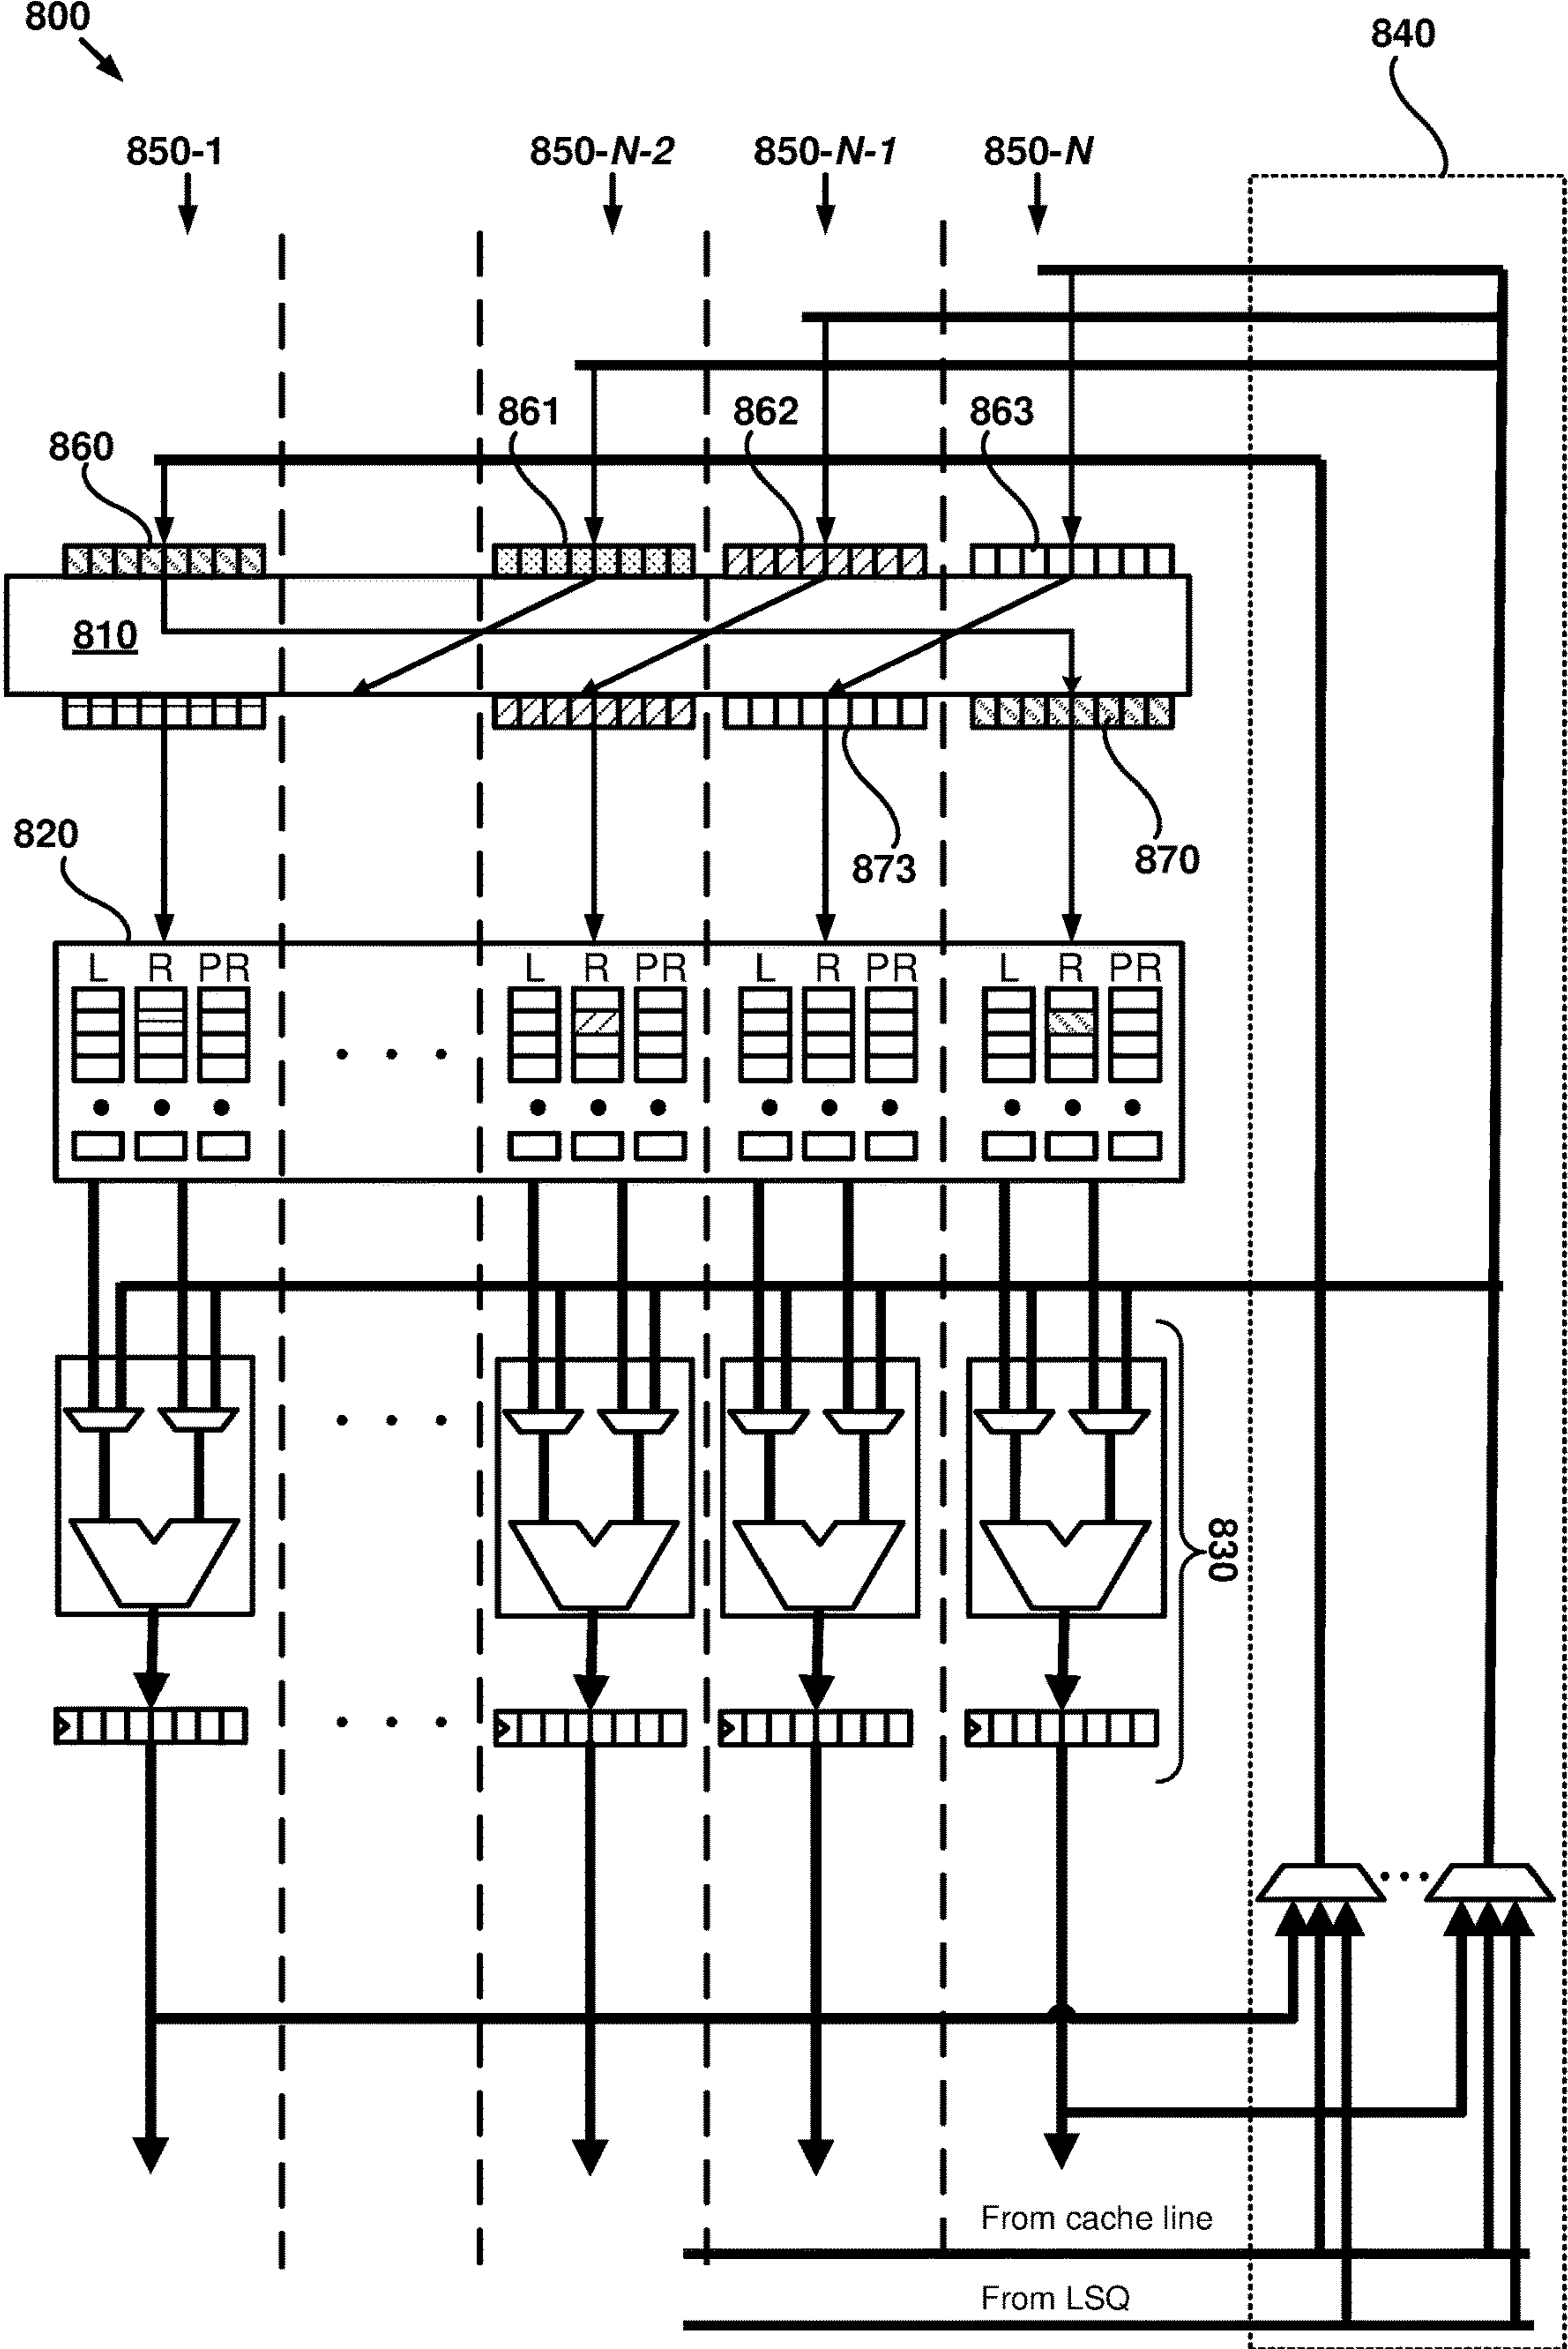 800
840
850-1 850-N-2 850-N-1 850-N
861 862 863
860
810
873 870
820
L R PR L R PR L R PR L R PR
830
From cache line
From LSQ